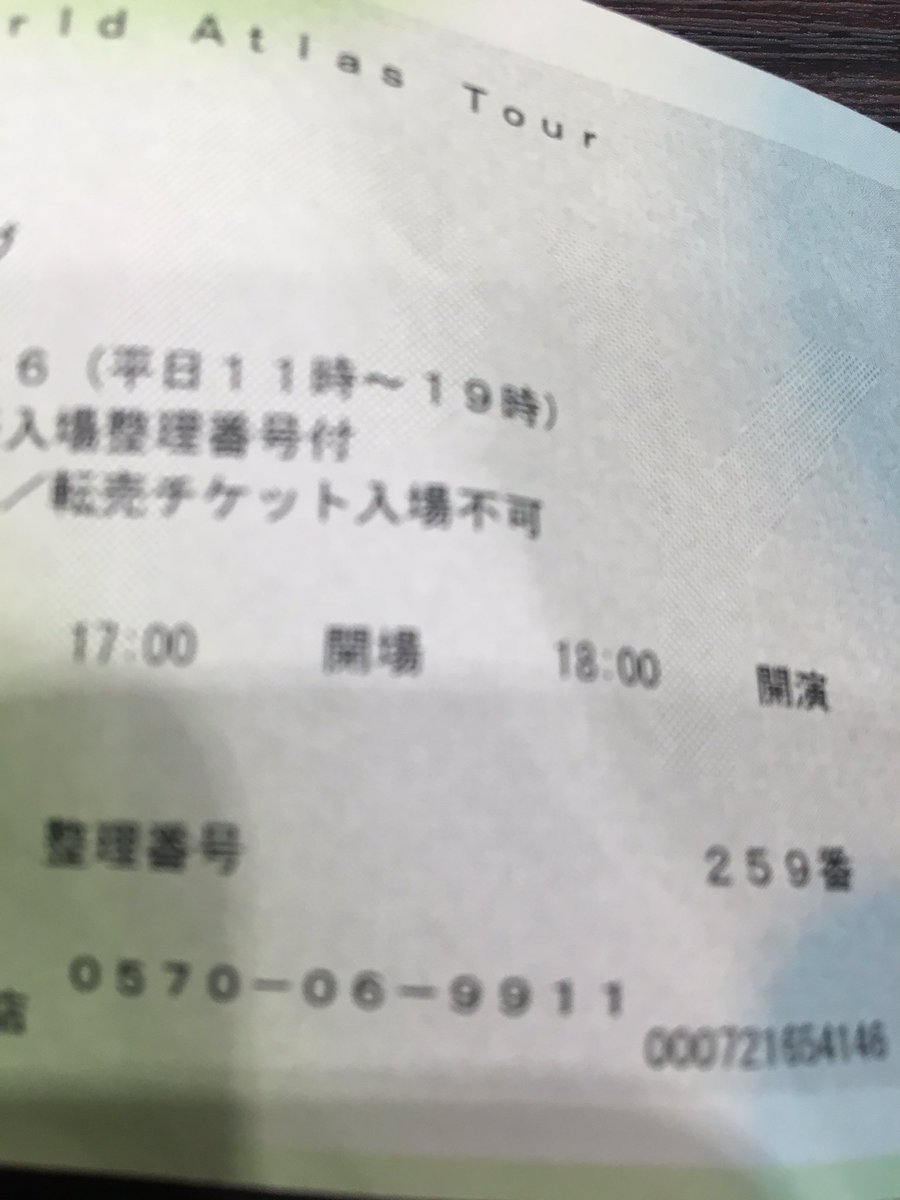 rld Atlas Tour
6（平日11時～19時）
入場整理番号付
／転売チケット入場不可
17:00 開場 18:00 開演
整理番号 259番
0570-06-9911
店
000721654146